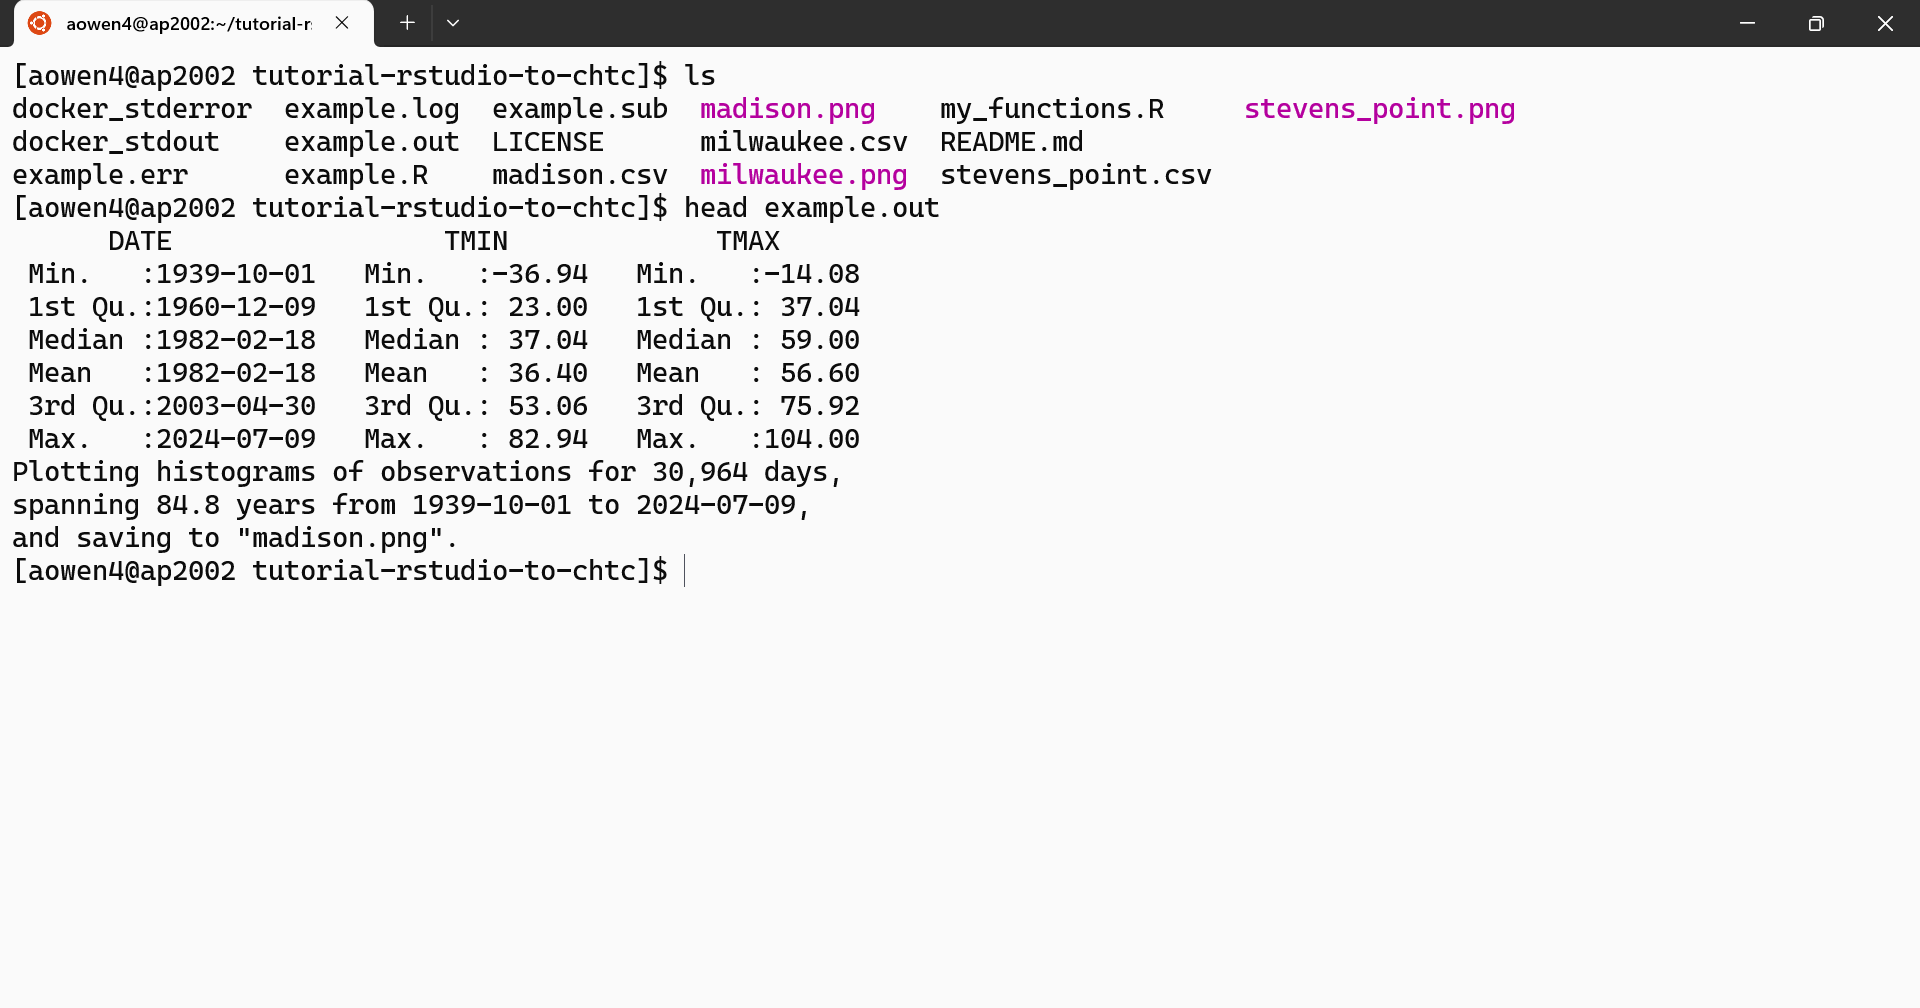 aowen4@ap2002:~/tutorial-r
[aowen4@ap2002 tutorial-rstudio-to-chtc]$ ls
docker_stderror  example.log  example.sub  madison.png    my_functions.R     stevens_point.png
docker_stdout    example.out  LICENSE      milwaukee.csv  README.md
example.err      example.R    madison.csv  milwaukee.png  stevens_point.csv
[aowen4@ap2002 tutorial-rstudio-to-chtc]$ head example.out
      DATE                 TMIN             TMAX
 Min.   :1939-10-01   Min.   :-36.94   Min.   :-14.08
 1st Qu.:1960-12-09   1st Qu.: 23.00   1st Qu.: 37.04
 Median :1982-02-18   Median : 37.04   Median : 59.00
 Mean   :1982-02-18   Mean   : 36.40   Mean   : 56.60
 3rd Qu.:2003-04-30   3rd Qu.: 53.06   3rd Qu.: 75.92
 Max.   :2024-07-09   Max.   : 82.94   Max.   :104.00
Plotting histograms of observations for 30,964 days,
spanning 84.8 years from 1939-10-01 to 2024-07-09,
and saving to "madison.png".
[aowen4@ap2002 tutorial-rstudio-to-chtc]$